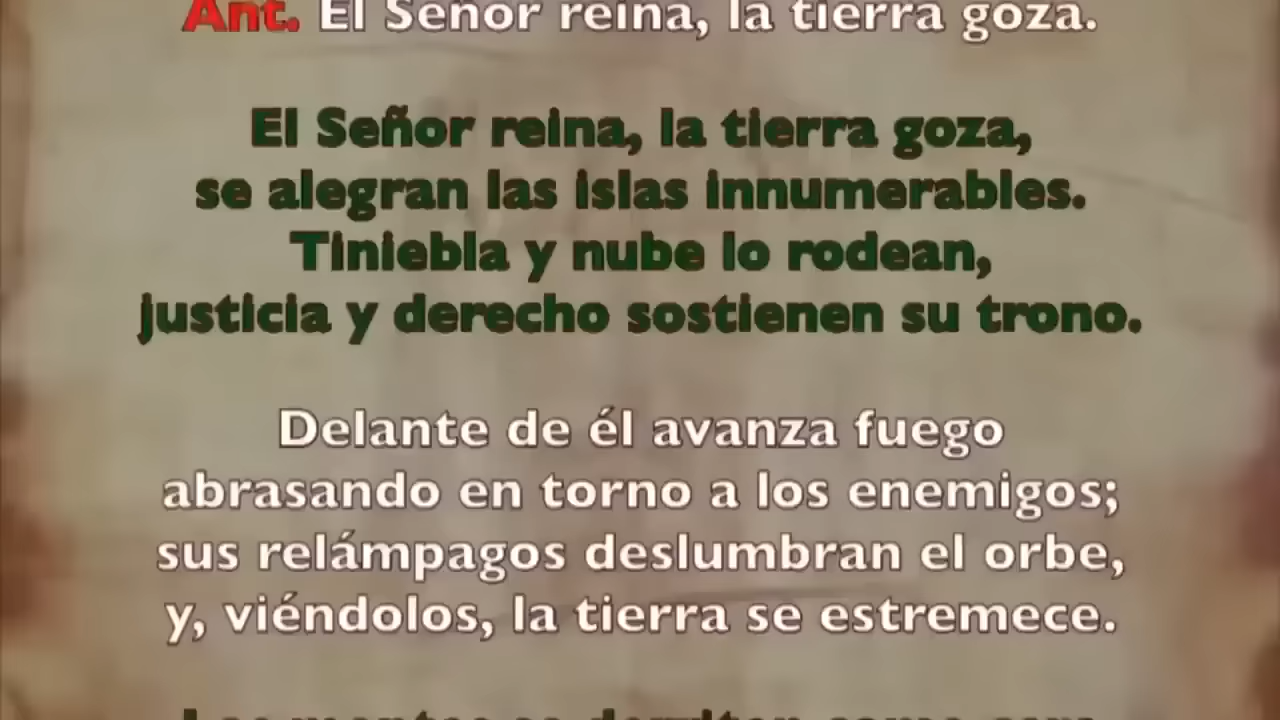 Ant. El Señor reina, la tierra goza.
El Señor reina, la tierra goza,
se alegran las islas innumerables.
Tiniebla y nube lo rodean,
justicia y derecho sostienen su trono.
Delante de él avanza fuego
abrasando en torno a los enemigos;
sus relámpagos deslumbran el orbe,
y, viéndolos, la tierra se estremece.